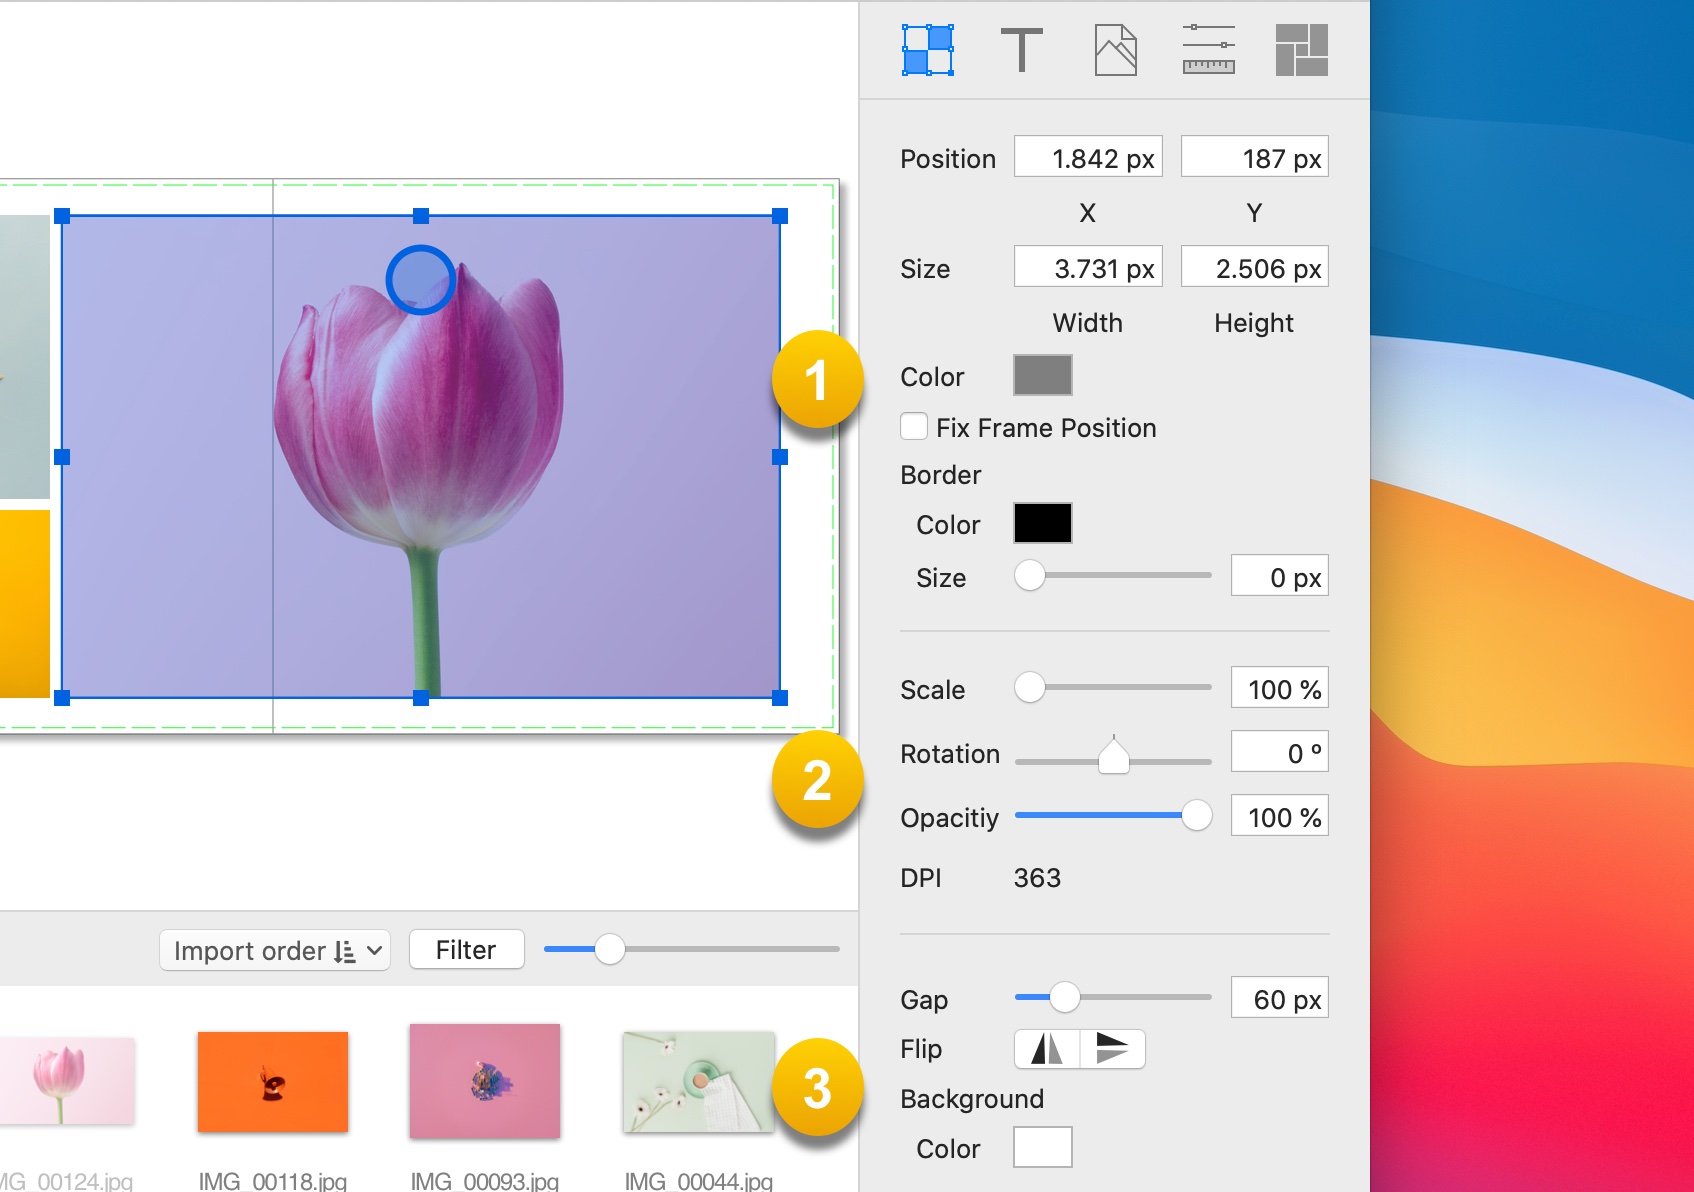 T
Position 1.842 px 187 px
X Y
Size 3.731 px 2.506 px
Width Height
1
Color
Fix Frame Position
Border
Color
Size 0 px
Scale 100 %
Rotation 0 º
2
Opacitiy 100 %
DPI 363
Import order Filter
Gap 60 px
Flip
3
Background
Color
MG_00124.jpg IMG_00118.jpg IMG_00093.jpg IMG_00044.jpg